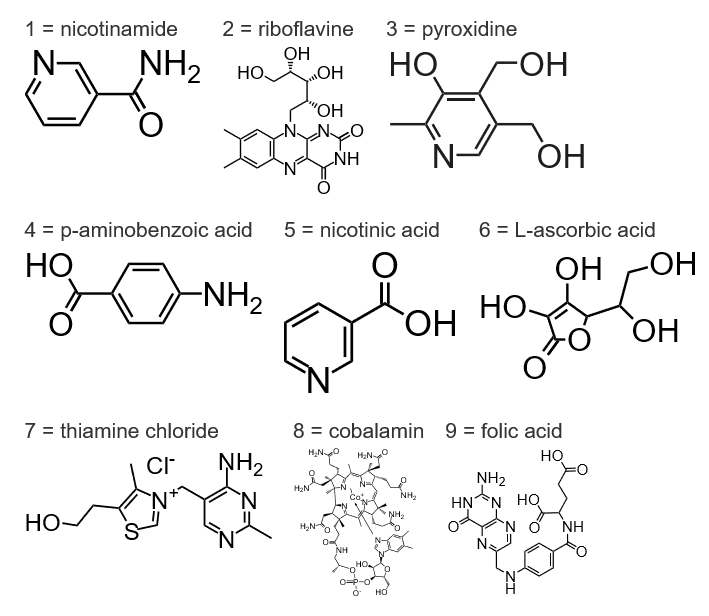 1 = nicotinamide
2 = riboflavine
3 = pyroxidine
N
NH2
O
OH
HO
OH
OH
N
N
O
NH
N
O
HO
OH
N
OH
4 = p-aminobenzoic acid
5 = nicotinic acid
6 = L-ascorbic acid
HO
O
NH2
O
OH
N
OH
OH
HO
OH
O
O
7 = thiamine chloride
8 = cobalamin
9 = folic acid
Cl-
NH2
N+
N
HO
S
N
HO
O
NH2
HN
N
N
O
HO
O
N
N
NH
O
N
H